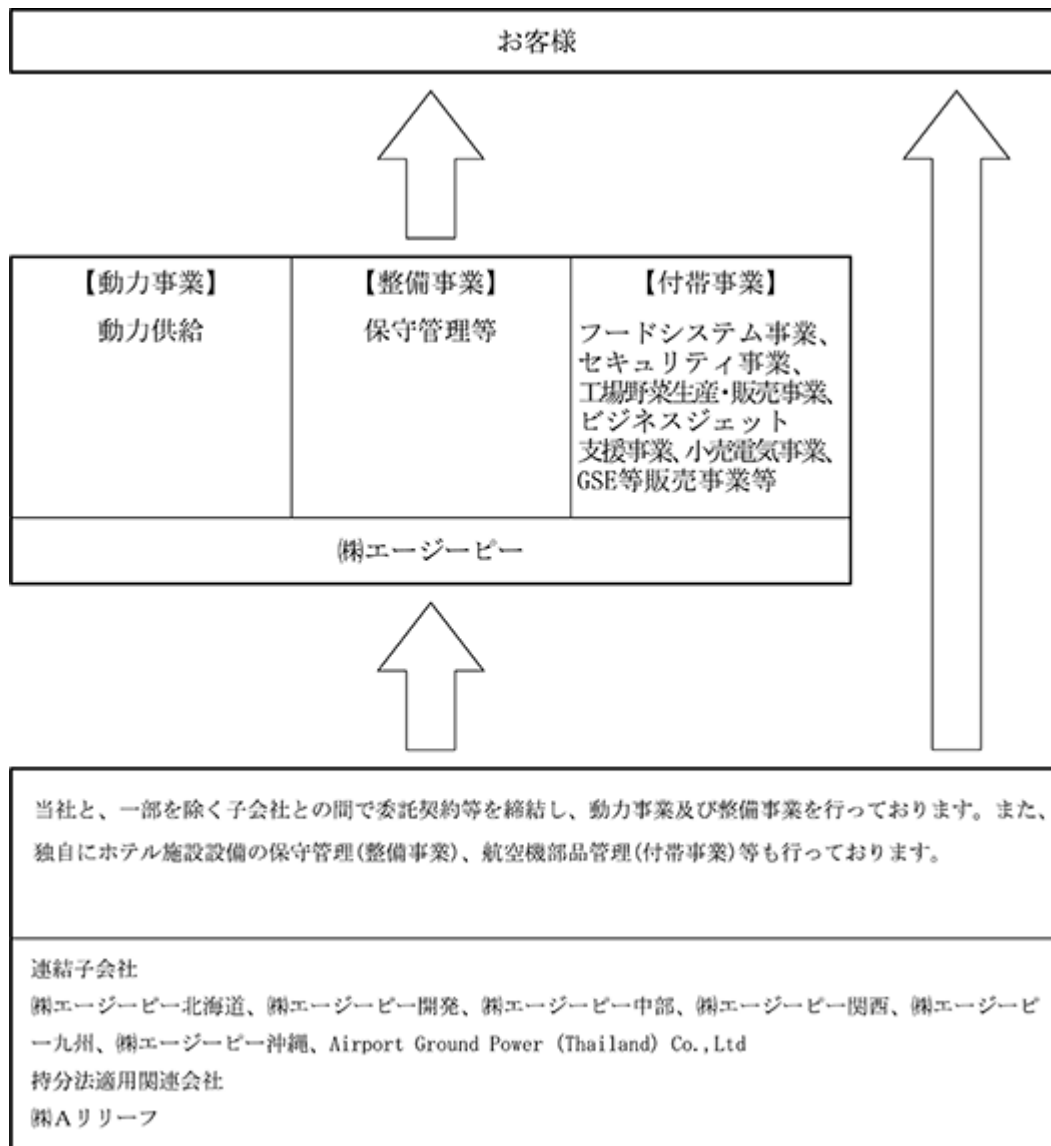 お客様
【動力事業】
動力供給
【整備事業】
保守管理等
【付帯事業】
フードシステム事業、
セキュリティ事業、
工場野菜生産・販売事業、
ビジネスジェット
支援事業、小売電気事業、
GSE等販売事業等
㈱エージーピー
当社と、一部を除く子会社との間で委託契約等を締結し、動力事業及び整備事業を行っております。また、
独自にホテル施設設備の保守管理(整備事業)、航空機部品管理(付帯事業)等も行っております。
連結子会社
㈱エージーピー北海道、㈱エージーピー開発、㈱エージーピー中部、㈱エージーピー関西、㈱エージーピ
ー九州、㈱エージーピー沖縄、Airport Ground Power (Thailand) Co.,Ltd
持分法適用関連会社
㈱Aリリーフ